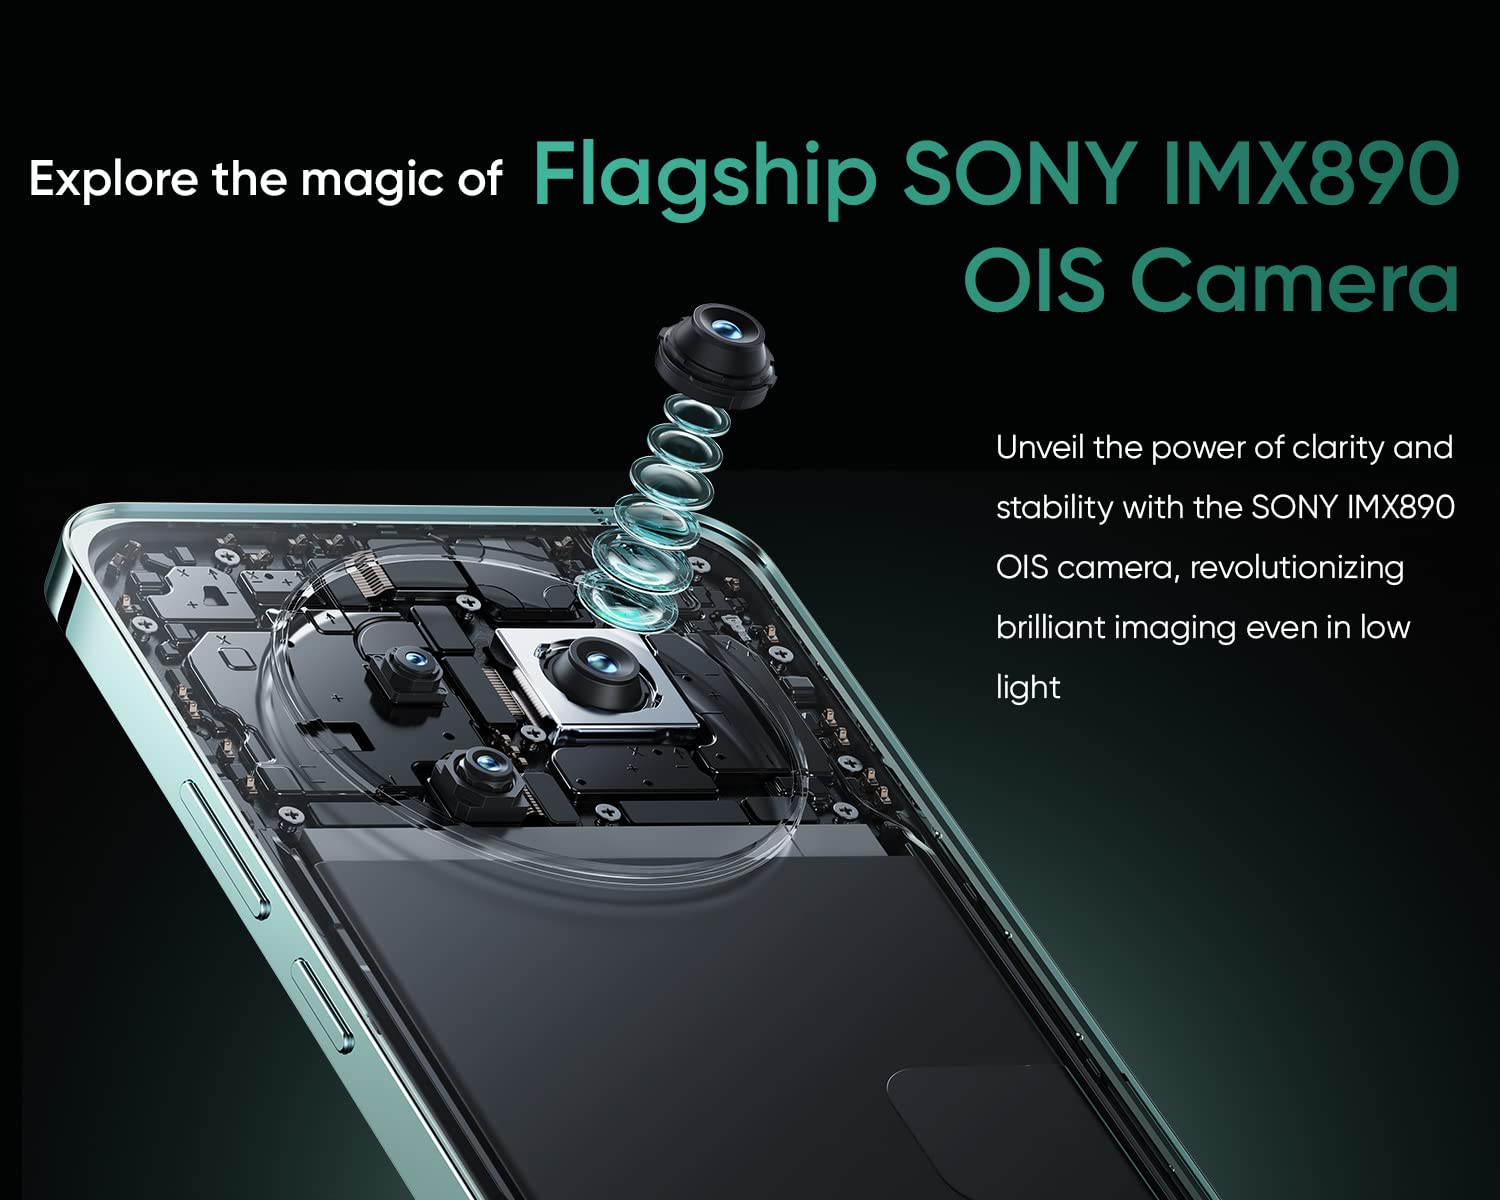 Explore the magic of Flagship SONY IMX890
OIS Camera
Unveil the power of clarity and
stability with the SONY IMX890
OIS camera, revolutionizing
brilliant imaging even in low
light